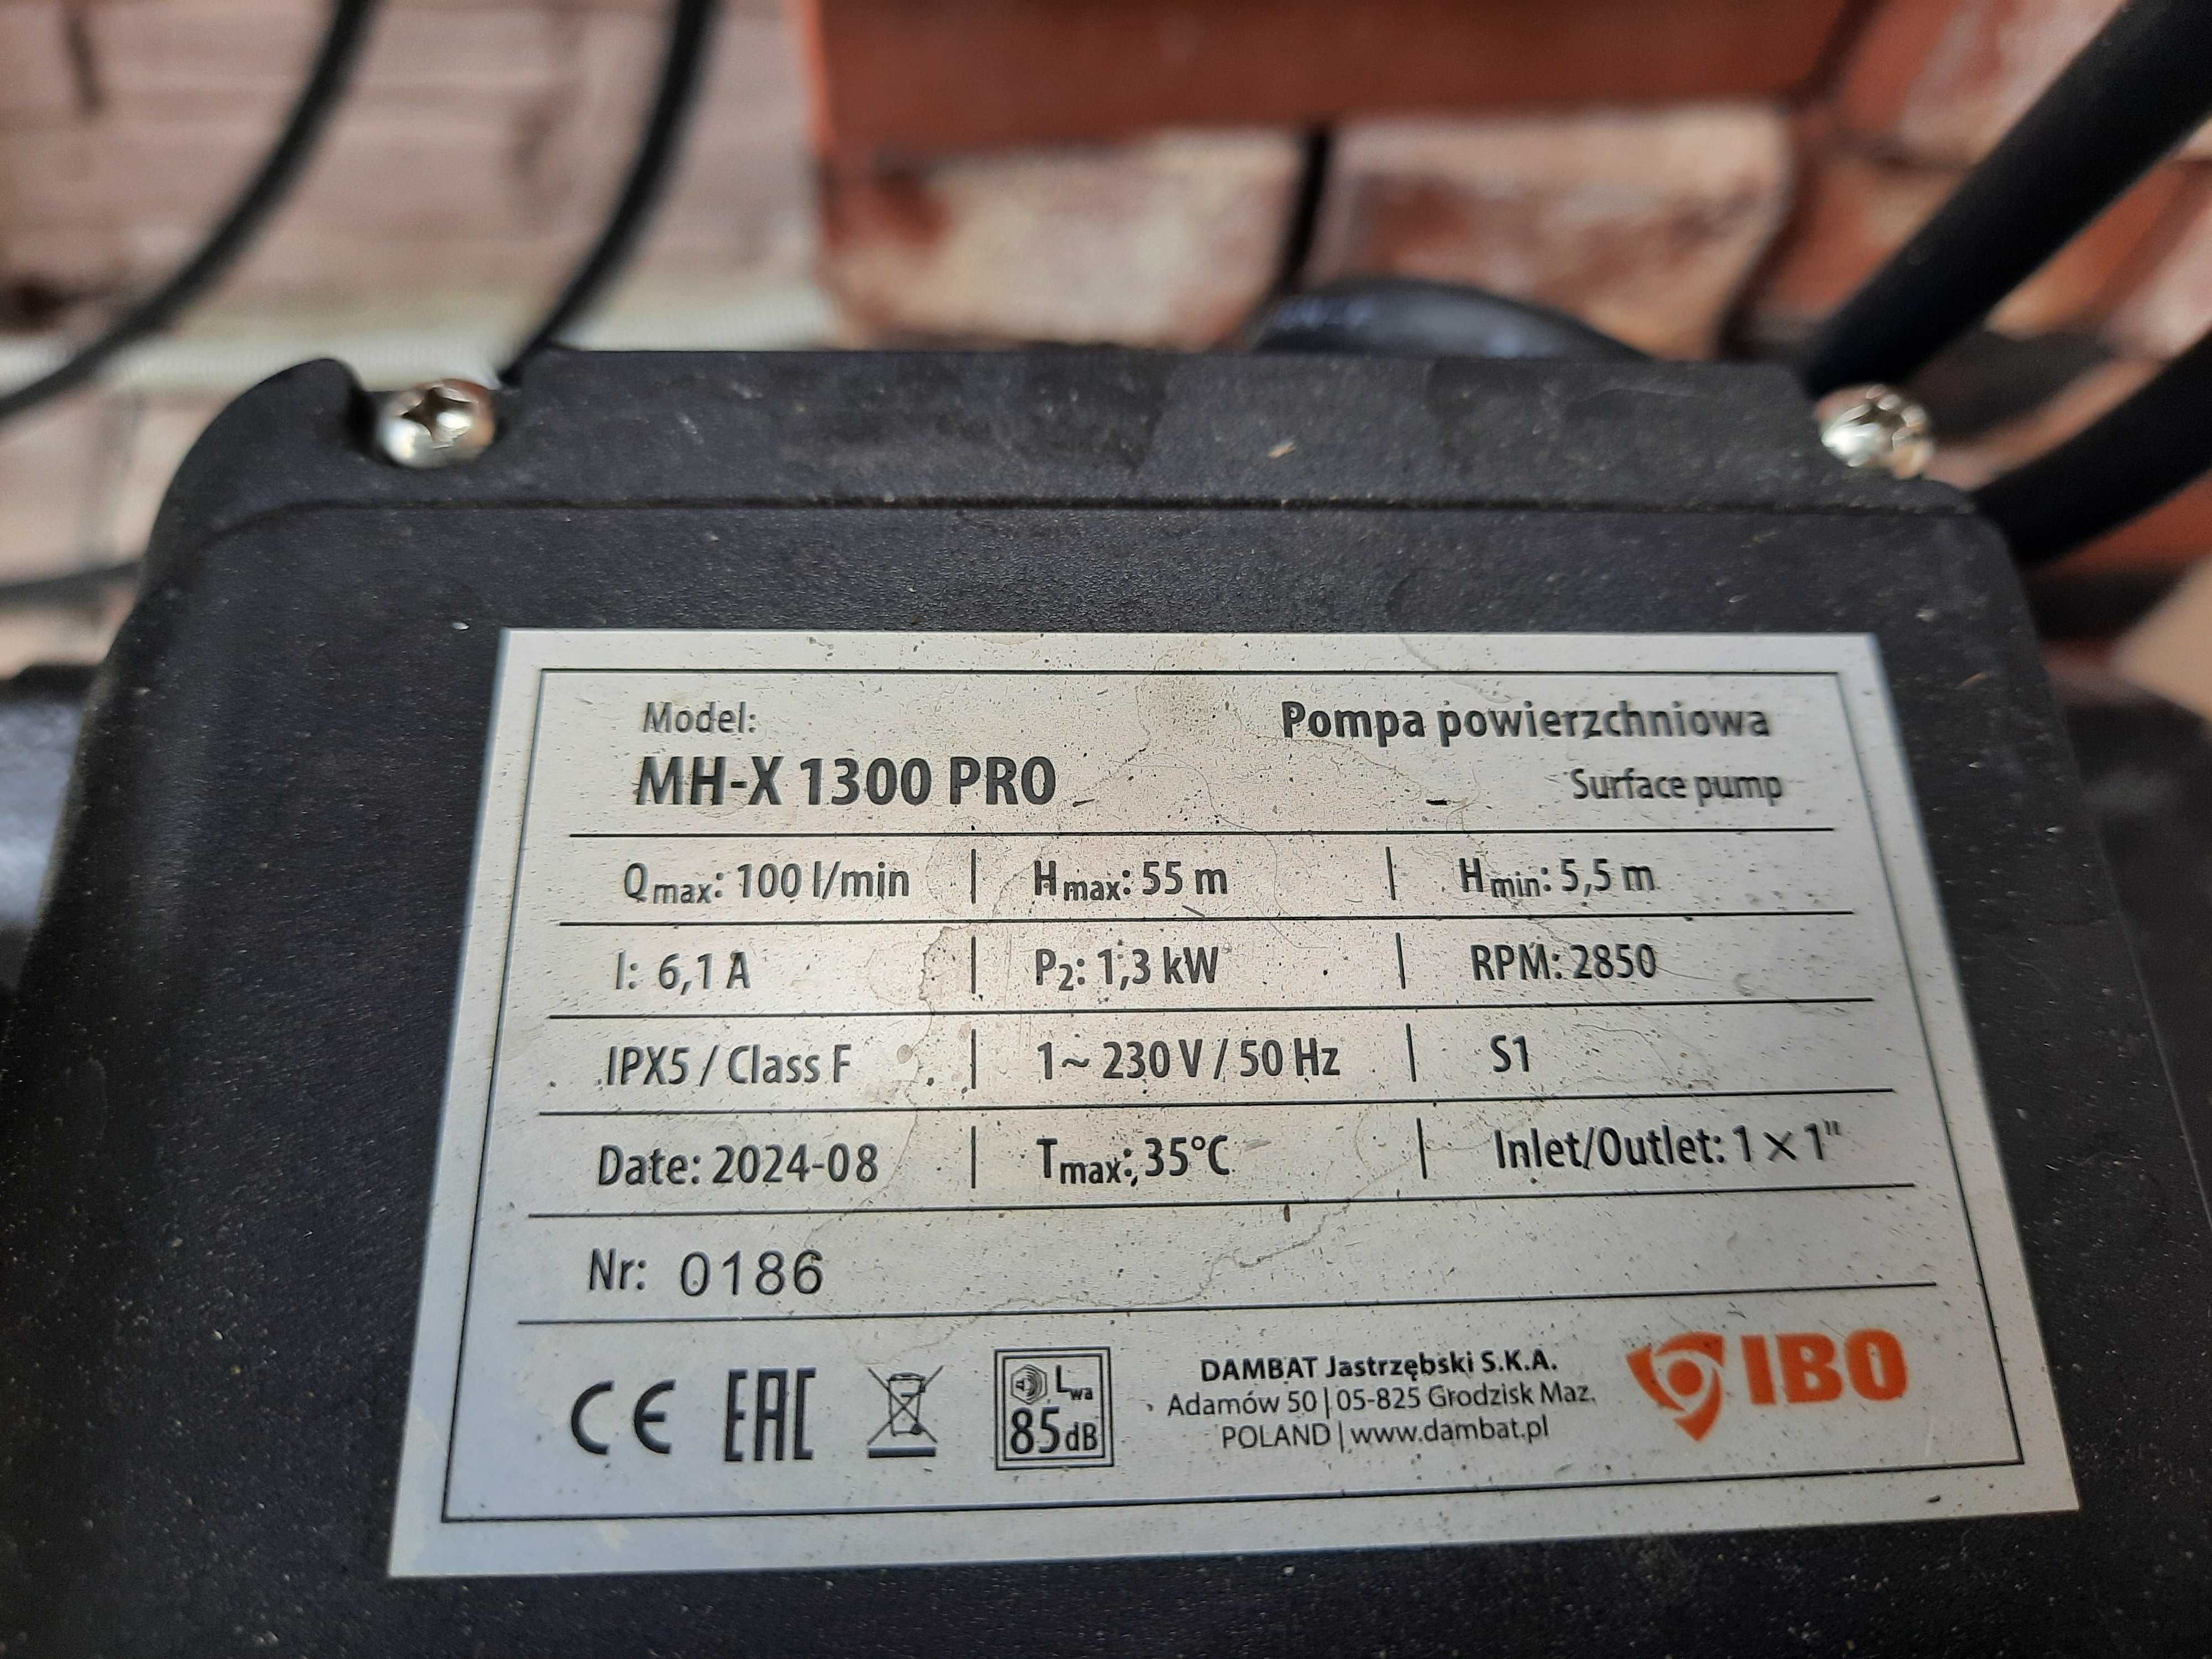 Model: Pompa powierzchniowa
MH-X 1300 PRO Surface pump
Qmax: 100 l/min | Hmax: 55 m | Hmin: 5,5 m
I: 6,1 A | P2: 1,3 kW | RPM: 2850
IPX5 / Class F | 1~ 230 V / 50 Hz | S1
Date: 2024-08 | Tmax: 35°C | Inlet/Outlet: 1 × 1"
Nr: 0186
CE EAC Lwa 85dB
DAMBAT Jastrzębski S.K.A.
Adamów 50 | 05-825 Grodzisk Maz.
POLAND | www.dambat.pl
IBO